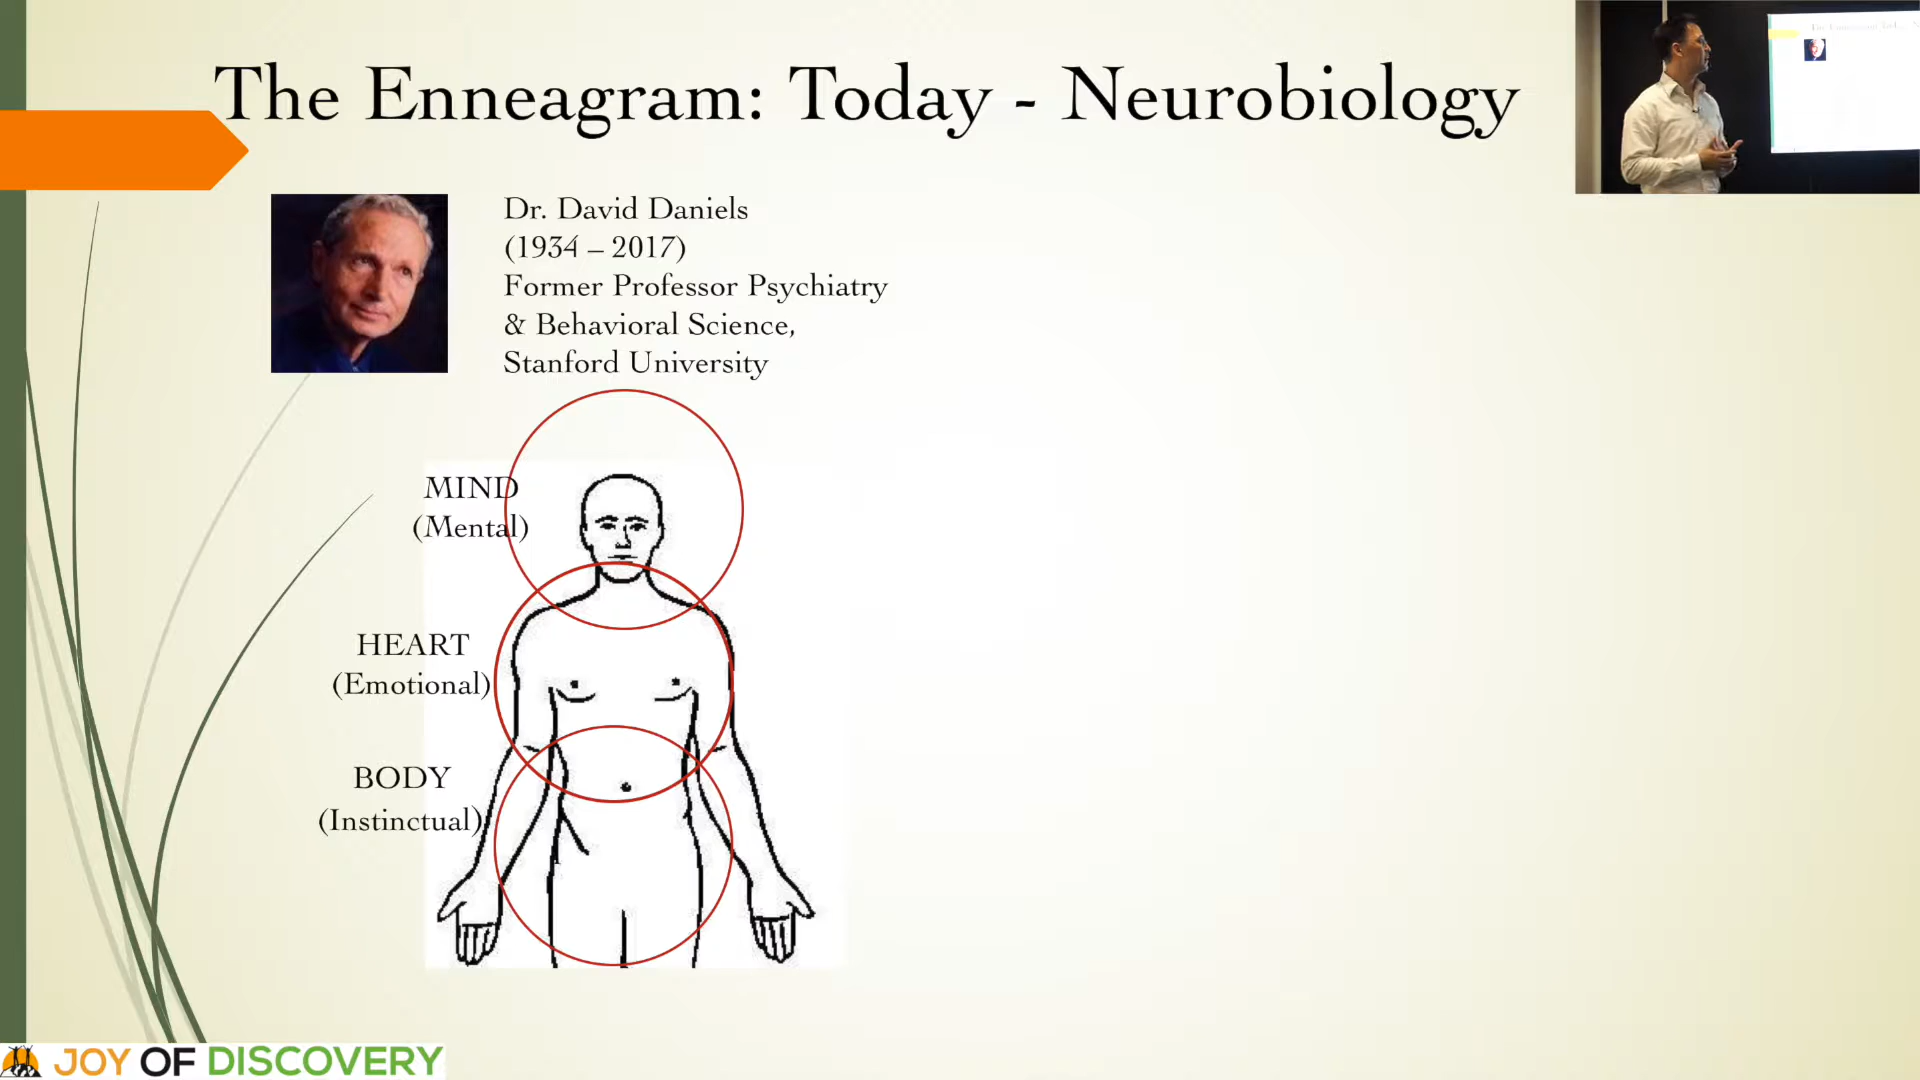 The Enneagram: Today - Neurobiology
Dr. David Daniels
(1934 – 2017)
Former Professor Psychiatry
& Behavioral Science,
Stanford University
MIND
(Mental)
HEART
(Emotional)
BODY
(Instinctual)
JOY OF DISCOVERY